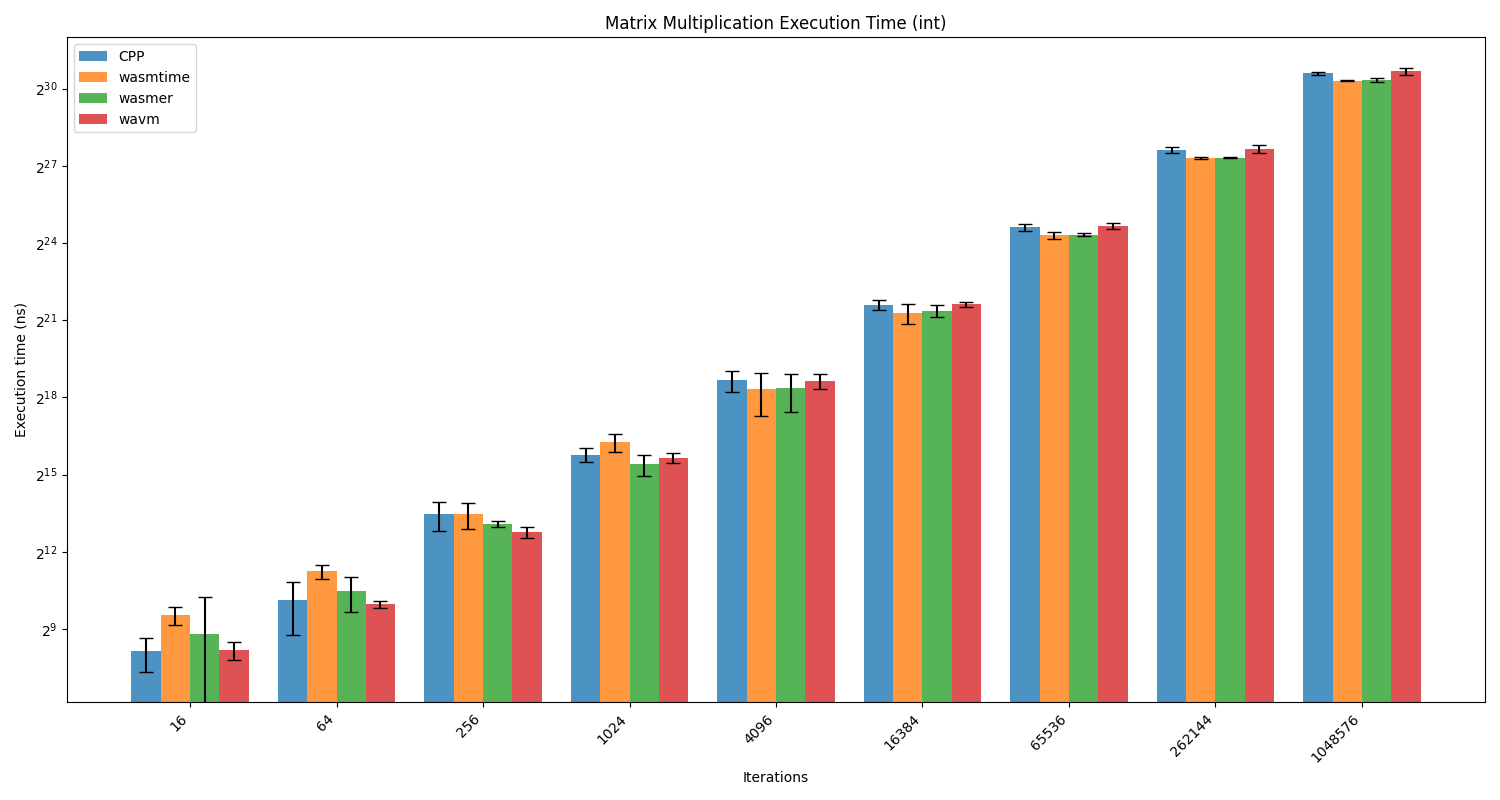 Matrix Multiplication Execution Time (int)
CPP
wasmtime
wasmer
wavm
Execution time (ns)
2^30
2^27
2^24
2^21
2^18
2^15
2^12
2^9
16
64
256
1024
4096
16384
65536
262144
1048576
Iterations